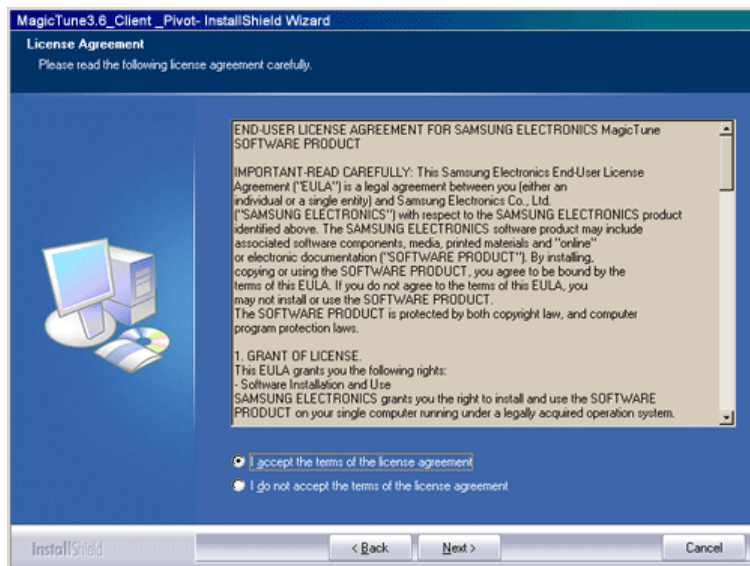 MagicTune3.6_Client _Pivot- InstallShield Wizard
License Agreement
Please read the following license agreement carefully.
END-USER LICENSE AGREEMENT FOR SAMSUNG ELECTRONICS MagicTune
SOFTWARE PRODUCT
IMPORTANT-READ CAREFULLY: This Samsung Electronics End-User License
Agreement ("EULA") is a legal agreement between you (either an
individual or a single entity) and Samsung Electronics Co., Ltd.
("SAMSUNG ELECTRONICS") with respect to the SAMSUNG ELECTRONICS product
identified above. The SAMSUNG ELECTRONICS software product may include
associated software components, media, printed materials and "online"
or electronic documentation ("SOFTWARE PRODUCT"). By installing,
copying or using the SOFTWARE PRODUCT, you agree to be bound by the
terms of this EULA. If you do not agree to the terms of this EULA, you
may not install or use the SOFTWARE PRODUCT.
The SOFTWARE PRODUCT is protected by both copyright law, and computer
program protection laws.
1. GRANT OF LICENSE.
This EULA grants you the following rights:
- Software Installation and Use
SAMSUNG ELECTRONICS grants you the right to install and use the SOFTWARE
PRODUCT on your single computer running under a legally acquired operation system.
I accept the terms of the license agreement
I do not accept the terms of the license agreement
InstallShield
< Back
Next >
Cancel